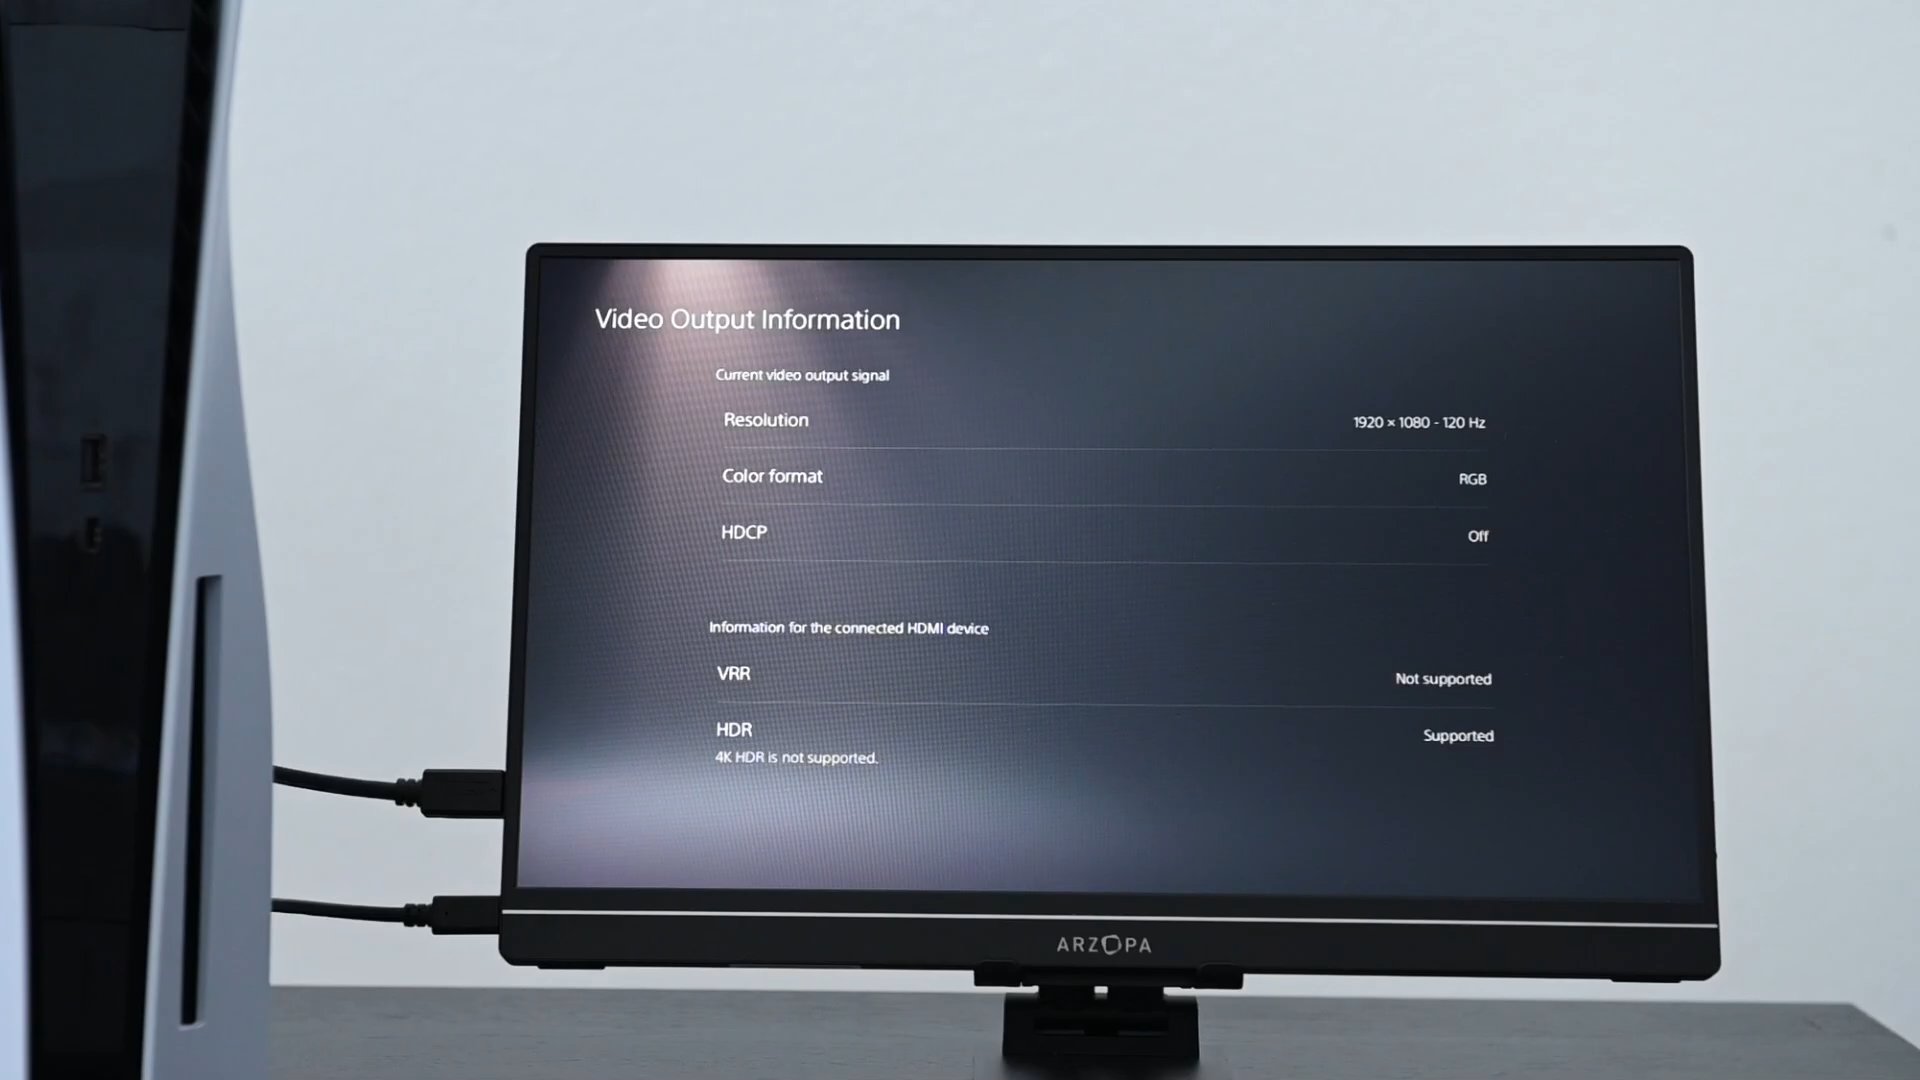 Video Output Information
Current video output signal
Resolution 1920 × 1080 - 120 Hz
Color format RGB
HDCP Off
Information for the connected HDMI device
VRR Not supported
HDR Supported
4K HDR is not supported.
ARZOPA